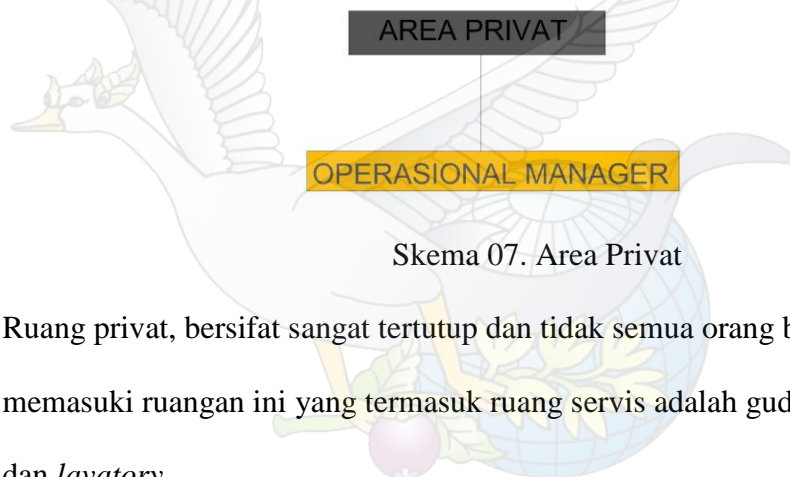 AREA PRIVAT
OPERASIONAL MANAGER
Skema 07. Area Privat
Ruang privat, bersifat sangat tertutup dan tidak semua orang
memasuki ruangan ini yang termasuk ruang servis adalah
dan lavatory